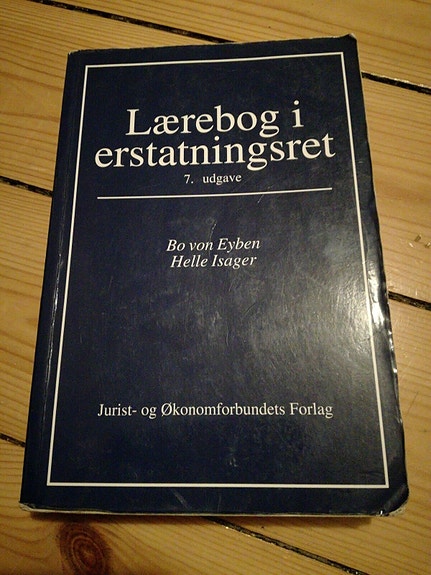 Lærebog i
erstatningsret
7. udgave
Bo von Eyben
Helle Isager
Jurist- og Økonomforbundets Forlag